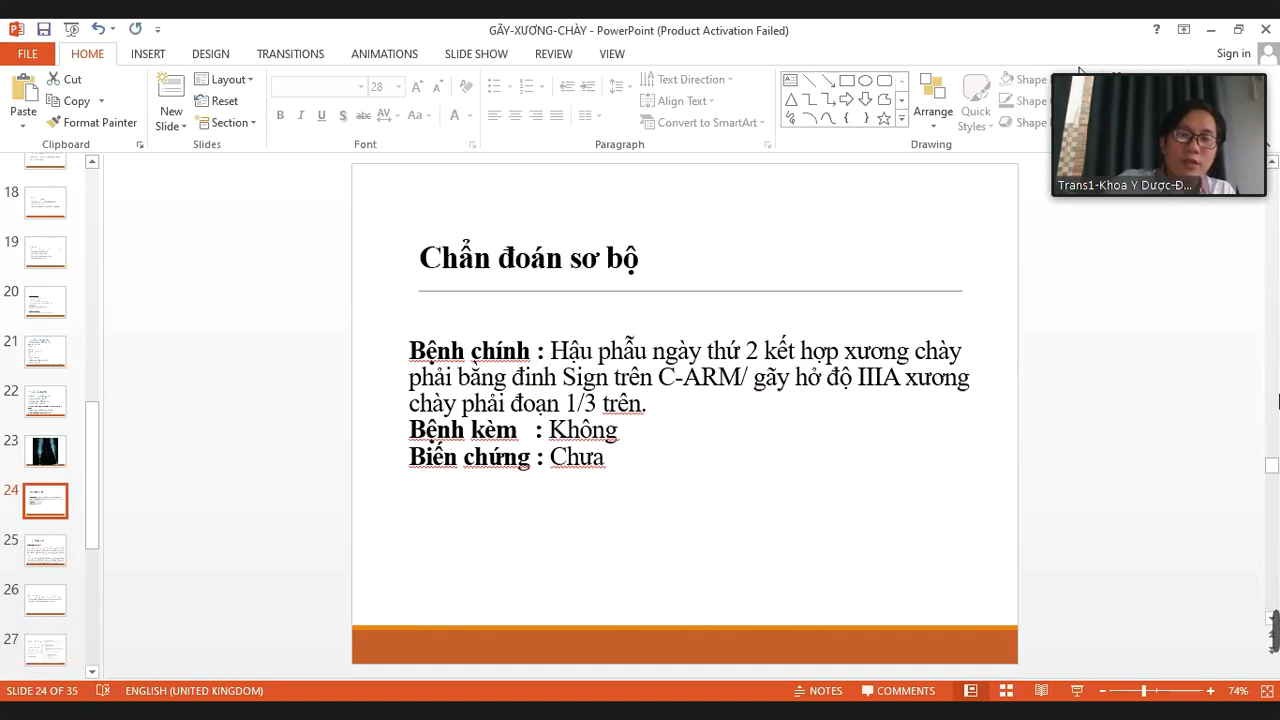 GÃY-XƯƠNG-CHÀY - PowerPoint (Product Activation Failed)
FILE HOME INSERT DESIGN TRANSITIONS ANIMATIONS SLIDE SHOW REVIEW VIEW Sign in
Paste Cut Copy Format Painter Clipboard
New Slide Layout Reset Section Slides
28 Font
Text Direction Align Text Convert to SmartArt Paragraph
Arrange Quick Styles Shape Shape Shape Drawing
Trans1-Khoa Y Dược-Đ...
18
19
20
21
22
23
24
25
26
27
Chẩn đoán sơ bộ
Bệnh chính : Hậu phẫu ngày thứ 2 kết hợp xương chày
phải bằng đinh Sign trên C-ARM/ gãy hở độ IIIA xương
chày phải đoạn 1/3 trên.
Bệnh kèm : Không
Biến chứng : Chưa
SLIDE 24 OF 35 ENGLISH (UNITED KINGDOM) NOTES COMMENTS 74%